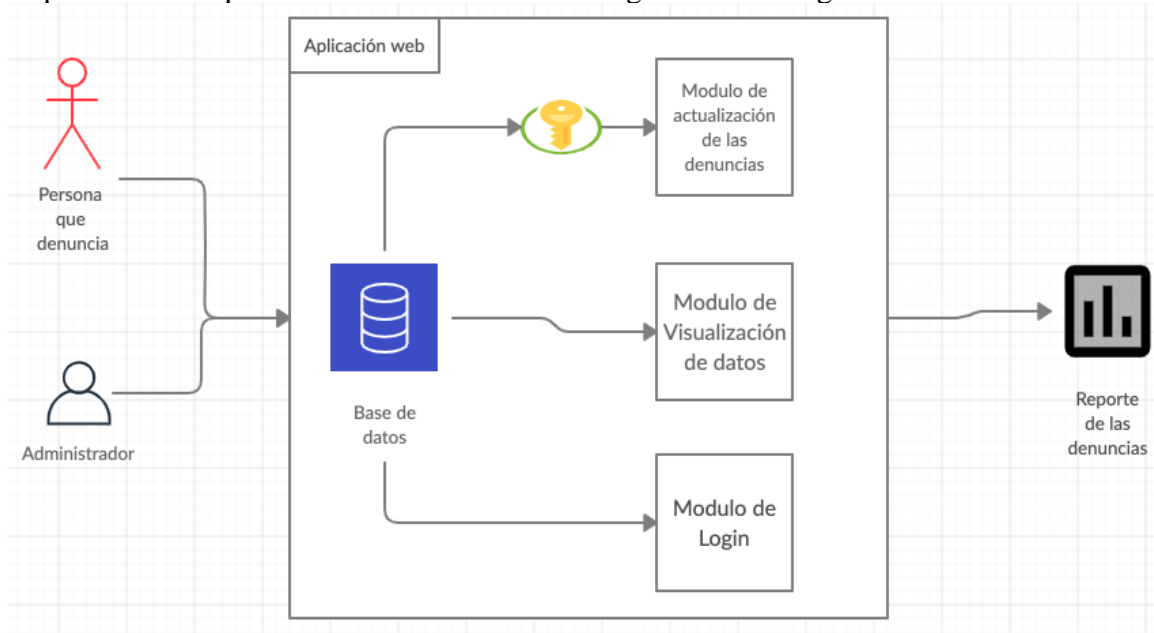 Aplicación web
Modulo de
actualización
de las
denuncias
Persona
que
denuncia
Modulo de
Visualización
de datos
Base de
datos
Administrador
Reporte
de las
denuncias
Modulo de
Login